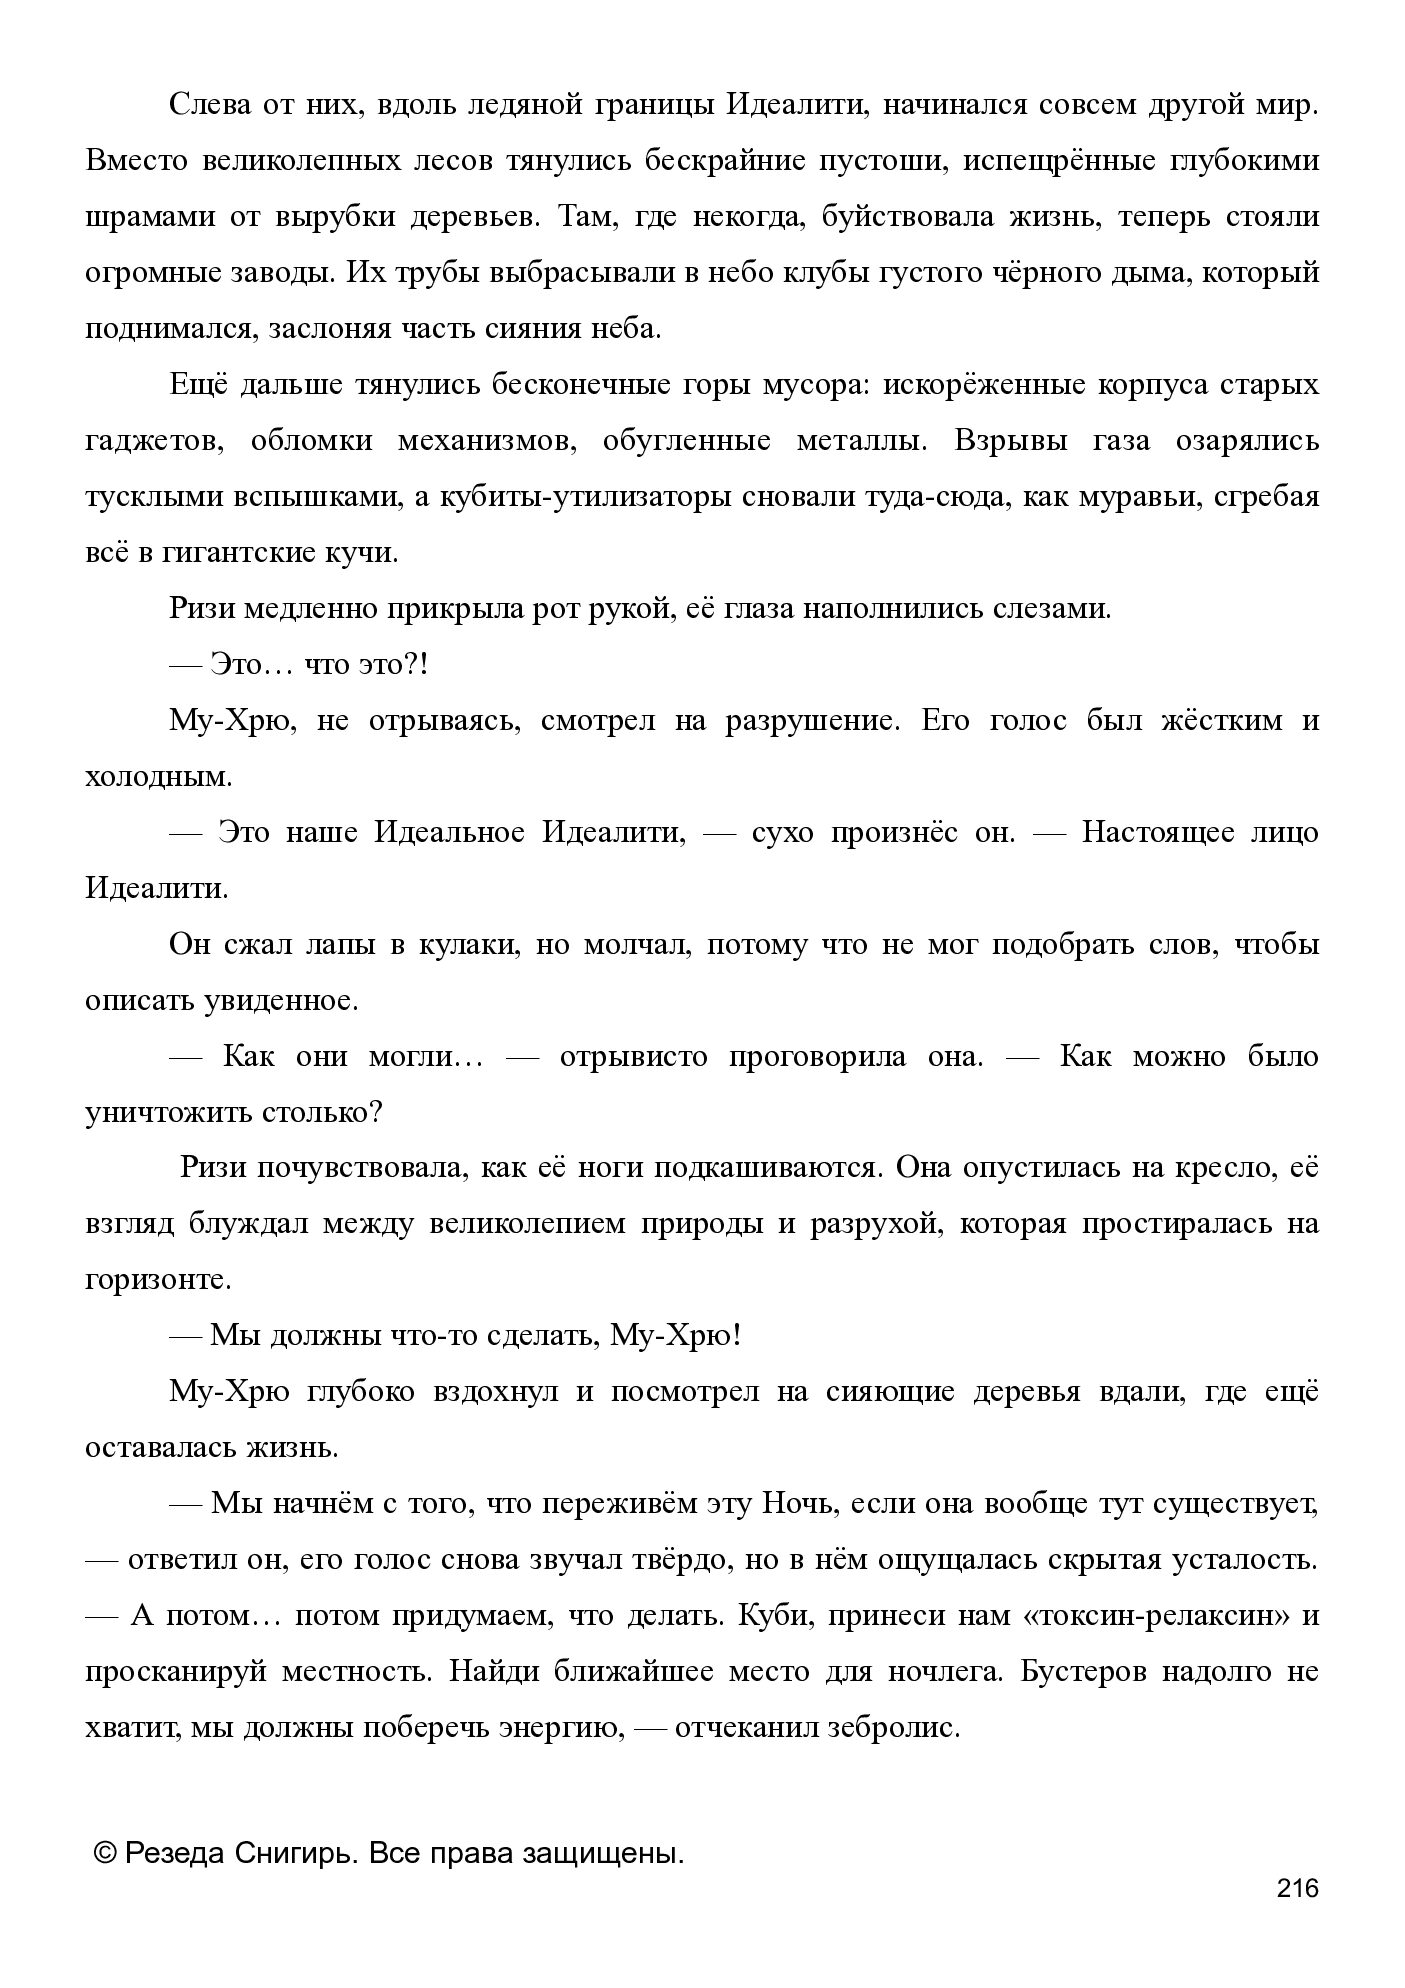 Слева от них, вдоль ледяной границы Идеалити, начинался совсем другой мир.
Вместо великолепных лесов тянулись бескрайние пустоши, испещрённые глубокими
шрамами от вырубки деревьев. Там, где некогда, буйствовала жизнь, теперь стояли
огромные заводы. Их трубы выбрасывали в небо клубы густого чёрного дыма, который
поднимался, заслоняя часть сияния неба.
Ещё дальше тянулись бесконечные горы мусора: искорёженные корпуса старых
гаджетов, обломки механизмов, обугленные металлы. Взрывы газа озарялись
тусклыми вспышками, а кубиты-утилизаторы сновали туда-сюда, как муравьи, сгребая
всё в гигантские кучи.
Ризи медленно прикрыла рот рукой, её глаза наполнились слезами.
— Это… что это?!
Му-Хрю, не отрываясь, смотрел на разрушение. Его голос был жёстким и
холодным.
— Это наше Идеальное Идеалити, — сухо произнёс он. — Настоящее лицо
Идеалити.
Он сжал лапы в кулаки, но молчал, потому что не мог подобрать слов, чтобы
описать увиденное.
— Как они могли… — отрывисто проговорила она. — Как можно было
уничтожить столько?
Ризи почувствовала, как её ноги подкашиваются. Она опустилась на кресло, её
взгляд блуждал между великолепием природы и разрухой, которая простиралась на
горизонте.
— Мы должны что-то сделать, Му-Хрю!
Му-Хрю глубоко вздохнул и посмотрел на сияющие деревья вдали, где ещё
оставалась жизнь.
— Мы начнём с того, что переживём эту Ночь, если она вообще тут существует,
— ответил он, его голос снова звучал твёрдо, но в нём ощущалась скрытая усталость.
— А потом… потом придумаем, что делать. Куби, принеси нам «токсин-релаксин» и
просканируй местность. Найди ближайшее место для ночлега. Бустеров надолго не
хватит, мы должны поберечь энергию, — отчеканил зебролис.
© Резеда Снигирь. Все права защищены.
216